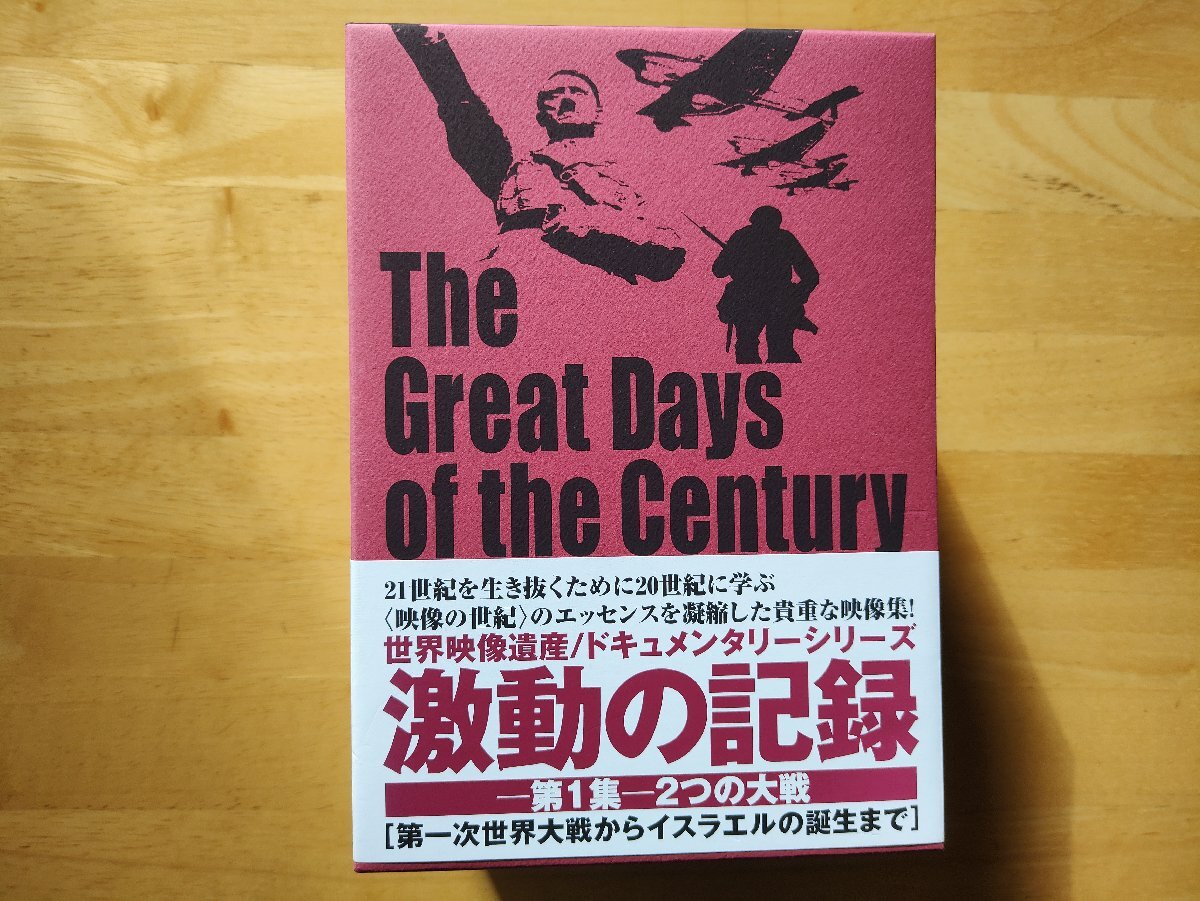 The
Great Days
of the Century
21世紀を生き抜くために20世紀に学ぶ
〈映像の世紀〉のエッセンスを凝縮した貴重な映像集!
世界映像遺産/ドキュメンタリーシリーズ
激動の記録
―第1集―2つの大戦
[第一次世界大戦からイスラエルの誕生まで]